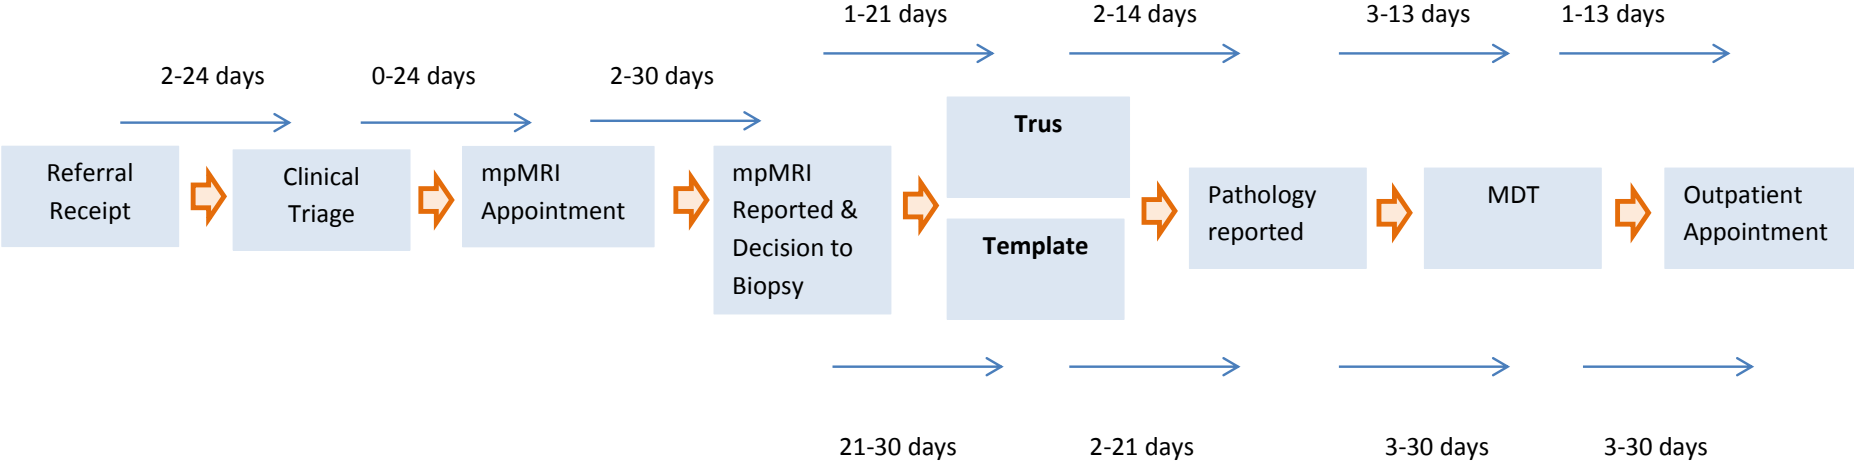 1-21 days
2-14 days
3-13 days
1-13 days
2-24 days
0-24 days
2-30 days
Referral
Receipt
Clinical
Triage
mpMRI
Appointment
mpMRI
Reported &
Decision to
Biopsy
Trus
Template
Pathology
reported
MDT
Outpatient
Appointment
21-30 days
2-21 days
3-30 days
3-30 days